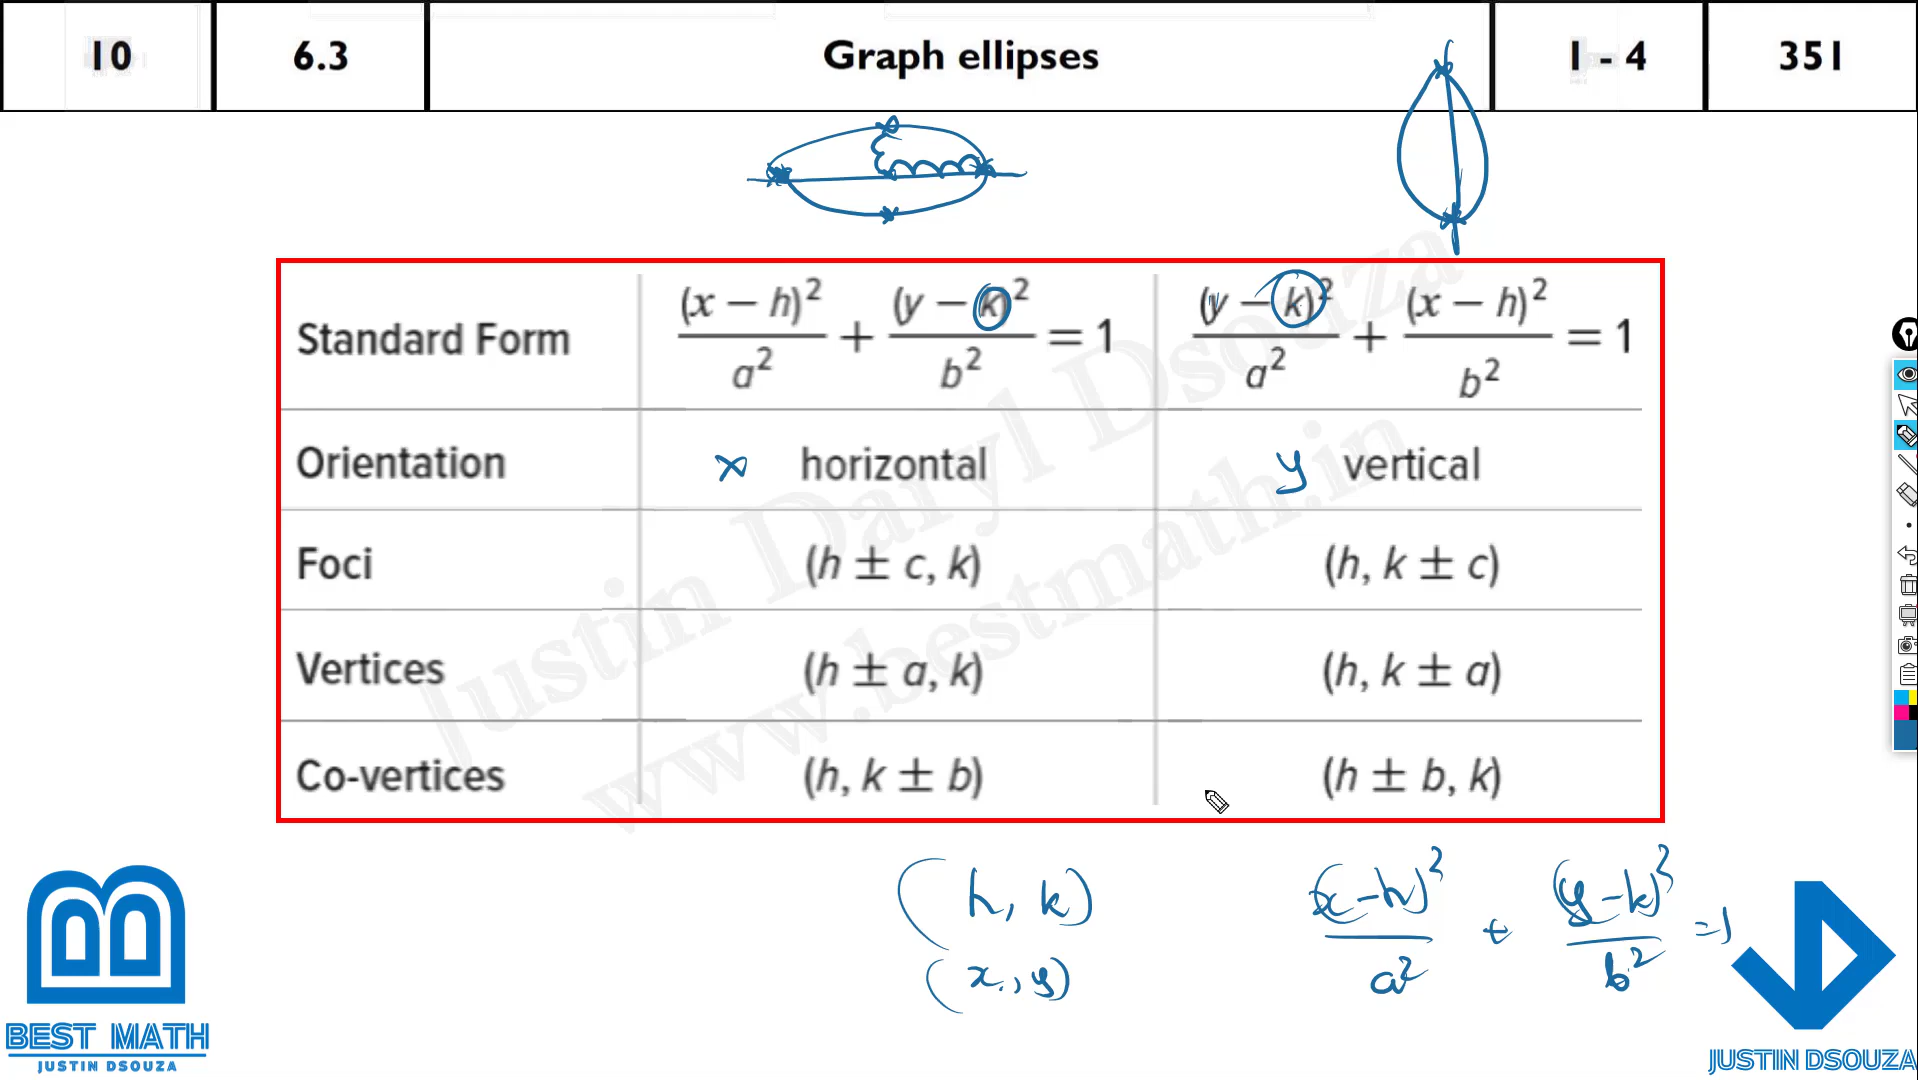 10 6.3 Graph ellipses 1 - 4 351
Standard Form (x − h)²/a² + (y − k)²/b² = 1 (y − k)²/a² + (x − h)²/b² = 1
Orientation x horizontal y vertical
Foci (h ± c, k) (h, k ± c)
Vertices (h ± a, k) (h, k ± a)
Co-vertices (h, k ± b) (h ± b, k)
Justin Daryl Dsouza
www.bestmath.in
(h, k) (x−h)²/a² + (y−k)²/b² =1
(x, y)
BEST MATH
JUSTIN DSOUZA
JUSTIN DSOUZA